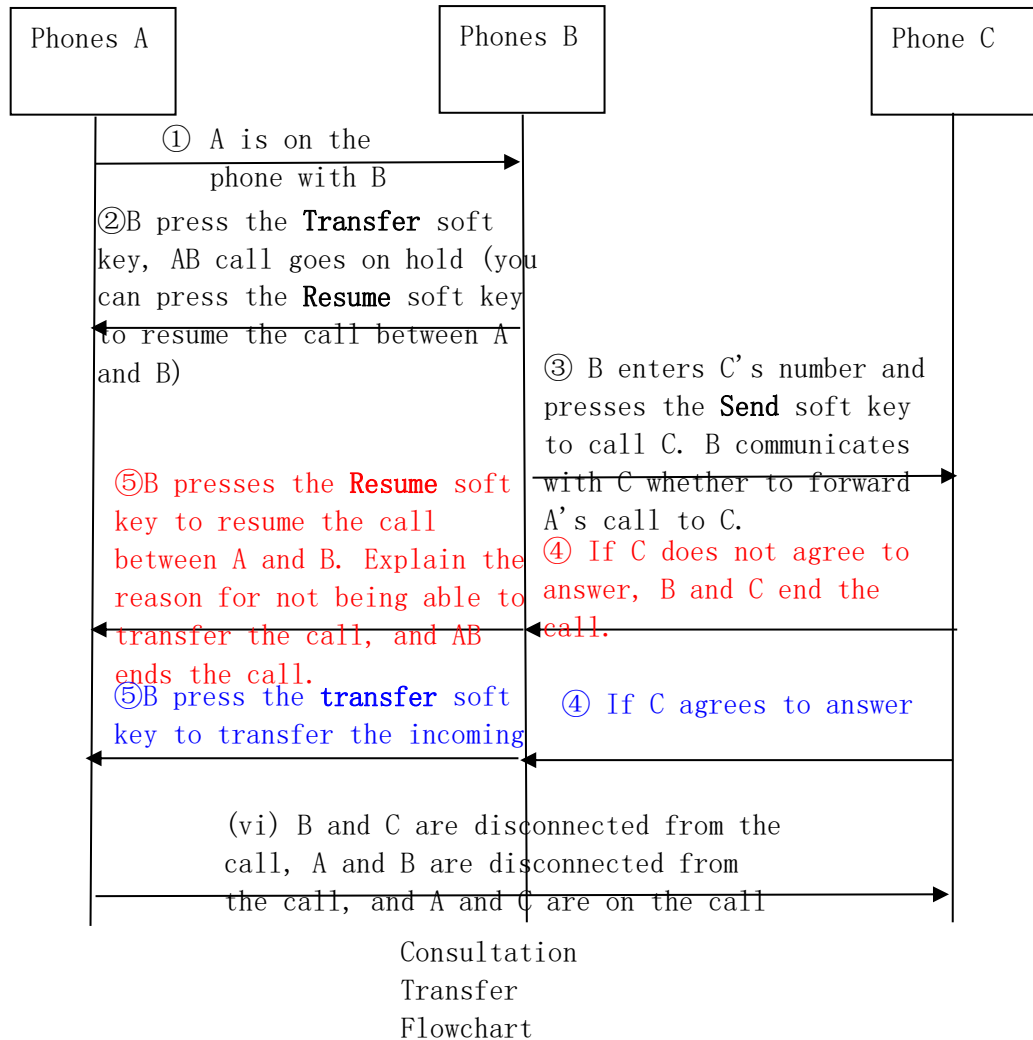 Phones A
Phones B
Phone C
① A is on the
phone with B
②B press the Transfer soft
key, AB call goes on hold (you
can press the Resume soft key
to resume the call between A
and B)
③ B enters C's number and
presses the Send soft key
to call C. B communicates
with C whether to forward
A's call to C.
④ If C does not agree to
answer, B and C end the
call.
⑤B presses the Resume soft
key to resume the call
between A and B. Explain the
reason for not being able to
transfer the call, and AB
ends the call.
④ If C agrees to answer
⑤B press the transfer soft
key to transfer the incoming
(vi) B and C are disconnected from the
call, A and B are disconnected from
the call, and A and C are on the call
Consultation
Transfer
Flowchart